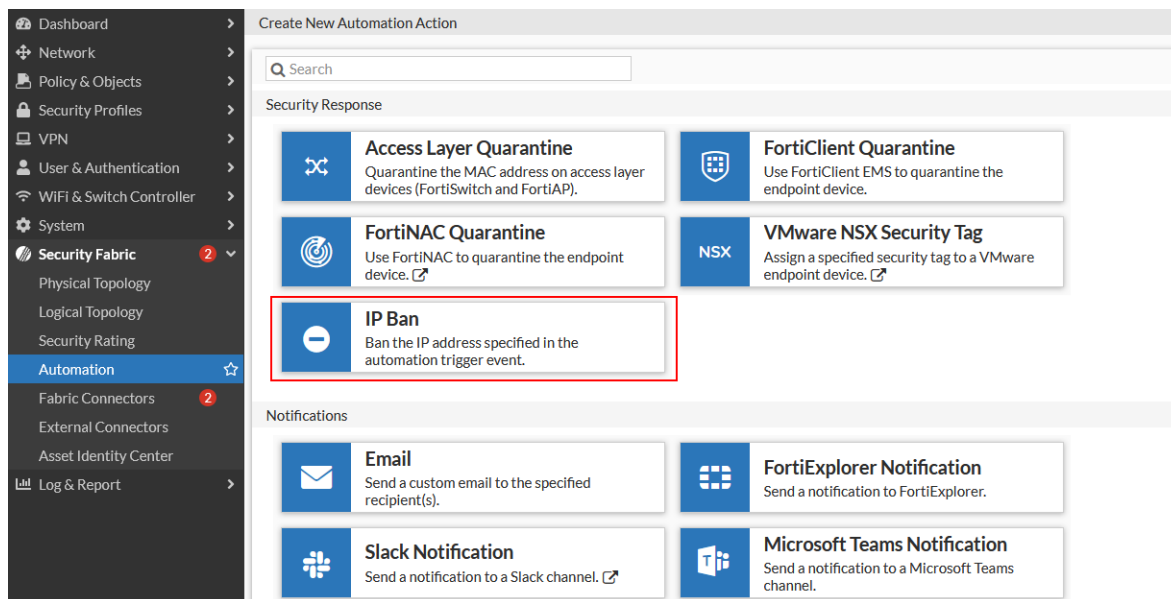 Dashboard
Network
Policy & Objects
Security Profiles
VPN
User & Authentication
WiFi & Switch Controller
System
Security Fabric 2
Physical Topology
Logical Topology
Security Rating
Automation
Fabric Connectors 2
External Connectors
Asset Identity Center
Log & Report
Create New Automation Action
Search
Security Response
Access Layer Quarantine
Quarantine the MAC address on access layer
devices (FortiSwitch and FortiAP).
FortiClient Quarantine
Use FortiClient EMS to quarantine the
endpoint device.
FortiNAC Quarantine
Use FortiNAC to quarantine the endpoint
device.
NSX
VMware NSX Security Tag
Assign a specified security tag to a VMware
endpoint device.
IP Ban
Ban the IP address specified in the
automation trigger event.
Notifications
Email
Send a custom email to the specified
recipient(s).
FortiExplorer Notification
Send a notification to FortiExplorer.
Slack Notification
Send a notification to a Slack channel.
T
Microsoft Teams Notification
Send a notification to a Microsoft Teams
channel.